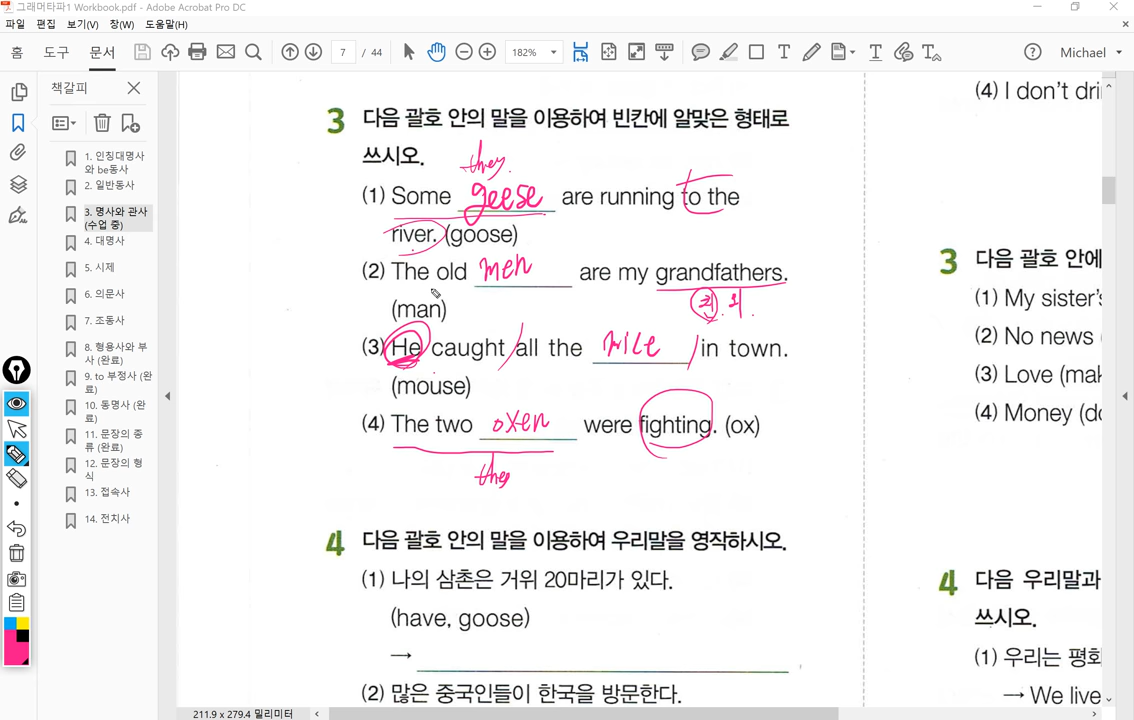 그래머타파1 Workbook.pdf - Adobe Acrobat Pro DC
파일 편집 보기(V) 창(W) 도움말(H)
홈 도구 문서 7 / 44 182% Michael
책갈피
1. 인칭대명사
와 be동사
2. 일반동사
3. 명사와 관사
(수업 중)
4. 대명사
5. 시제
6. 의문사
7. 조동사
8. 형용사와 부
사 (완료)
9. to 부정사 (완
료)
10. 동명사 (완
료)
11. 문장의 종
류 (완료)
12. 문장의 형
식
13. 접속사
14. 전치사
3 다음 괄호 안의 말을 이용하여 빈칸에 알맞은 형태로
쓰시오.
they
(1) Some geese are running to the
river. (goose)
(2) The old men are my grandfathers.
친. 외.
(man)
(3) He caught all the mice in town.
(mouse)
(4) The two oxen were fighting. (ox)
they
4 다음 괄호 안의 말을 이용하여 우리말을 영작하시오.
(1) 나의 삼촌은 거위 20마리가 있다.
(have, goose)
→
(2) 많은 중국인들이 한국을 방문한다.
(4) I don't dri
3 다음 괄호 안에
(1) My sister's
(2) No news
(3) Love (mak
(4) Money (do
4 다음 우리말과
쓰시오.
(1) 우리는 평화
→ We live
211.9 x 279.4 밀리미터